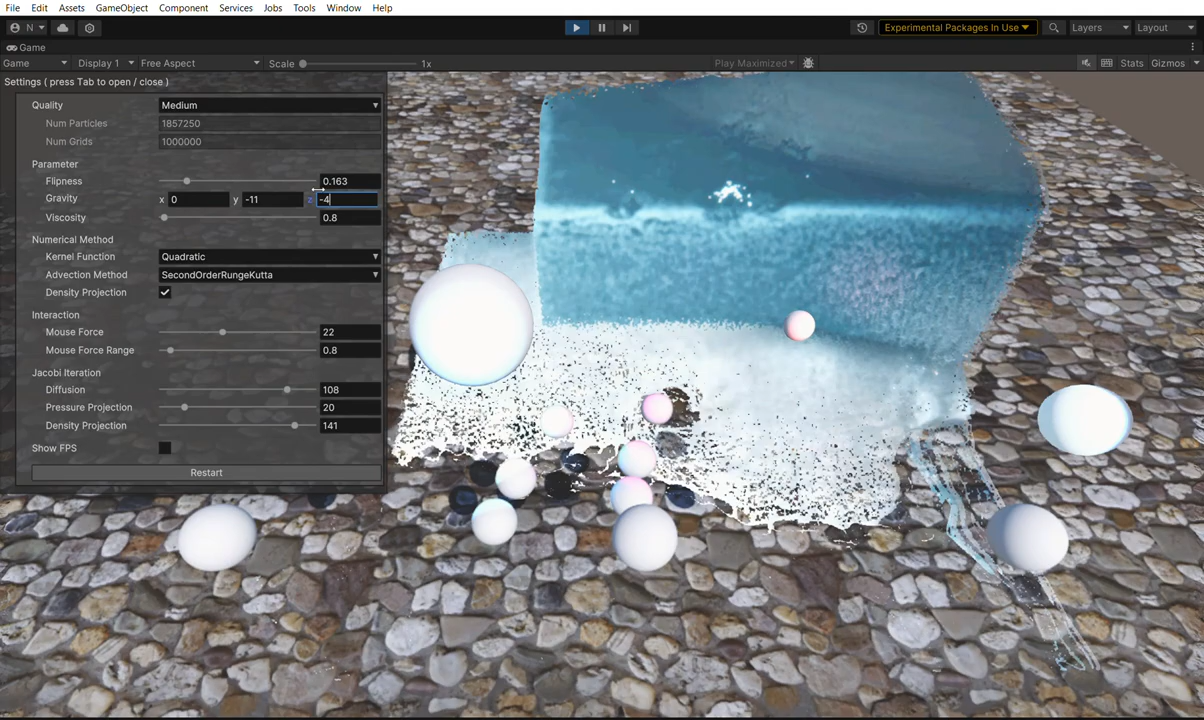 File Edit Assets GameObject Component Services Jobs Tools Window Help
N Experimental Packages In Use Layers Layout
Game
Game Display 1 Free Aspect Scale 1x Play Maximized Stats Gizmos
Settings ( press Tab to open / close )
Quality Medium
Num Particles 1857250
Num Grids 1000000
Parameter
Flipness 0.163
Gravity x 0 y -11 z -4
Viscosity 0.8
Numerical Method
Kernel Function Quadratic
Advection Method SecondOrderRungeKutta
Density Projection
Interaction
Mouse Force 22
Mouse Force Range 0.8
Jacobi Iteration
Diffusion 108
Pressure Projection 20
Density Projection 141
Show FPS
Restart